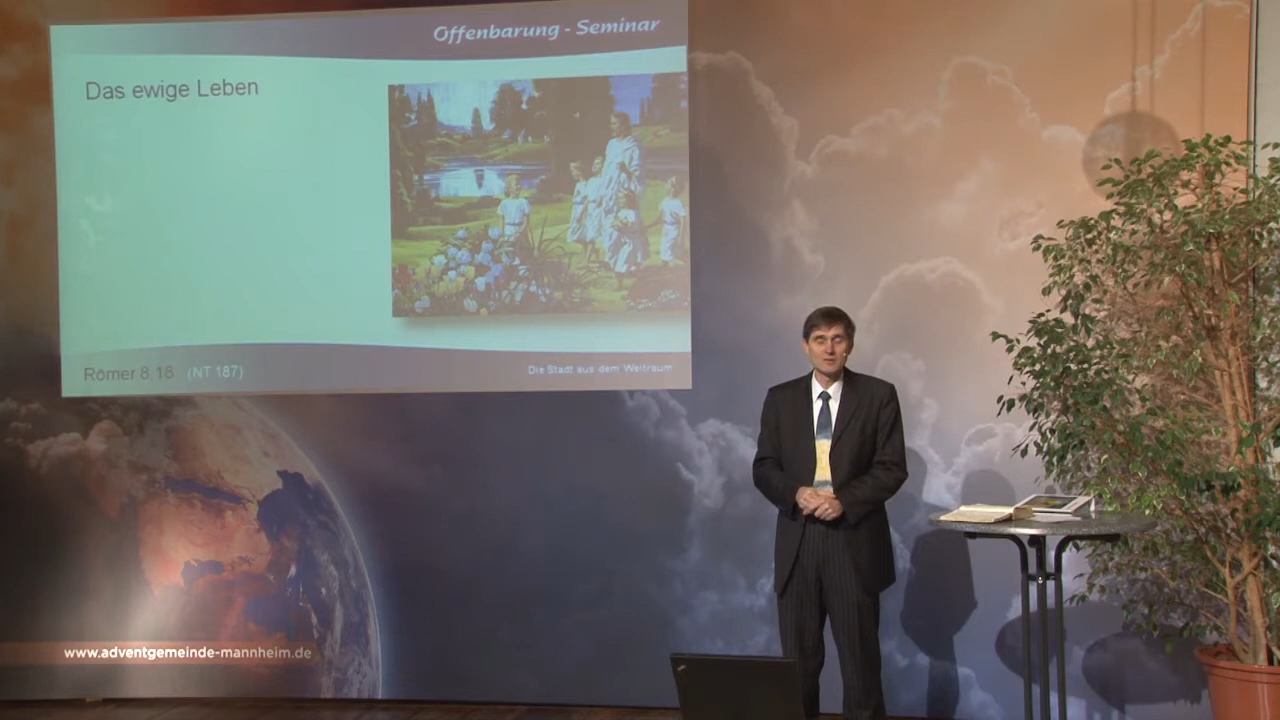 Offenbarung - Seminar
Das ewige Leben
Römer 8,18 (NT 187)
Die Stadt aus dem Weltraum
www.adventgemeinde-mannheim.de